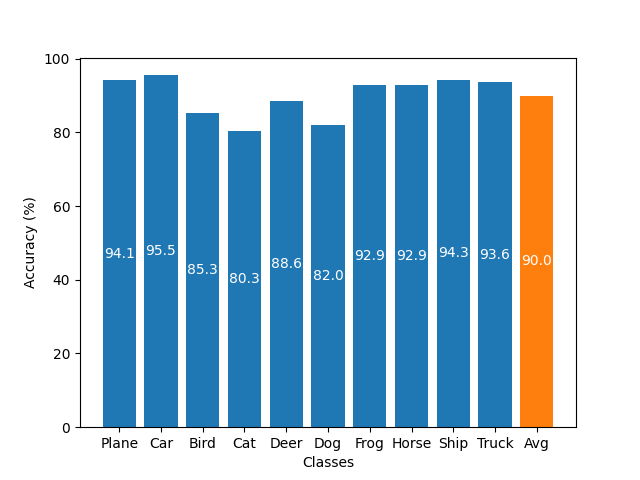 100
80
60
40
20
0
Accuracy (%)
94.1 95.5 85.3 80.3 88.6 82.0 92.9 92.9 94.3 93.6 90.0
Plane Car Bird Cat Deer Dog Frog Horse Ship Truck Avg
Classes